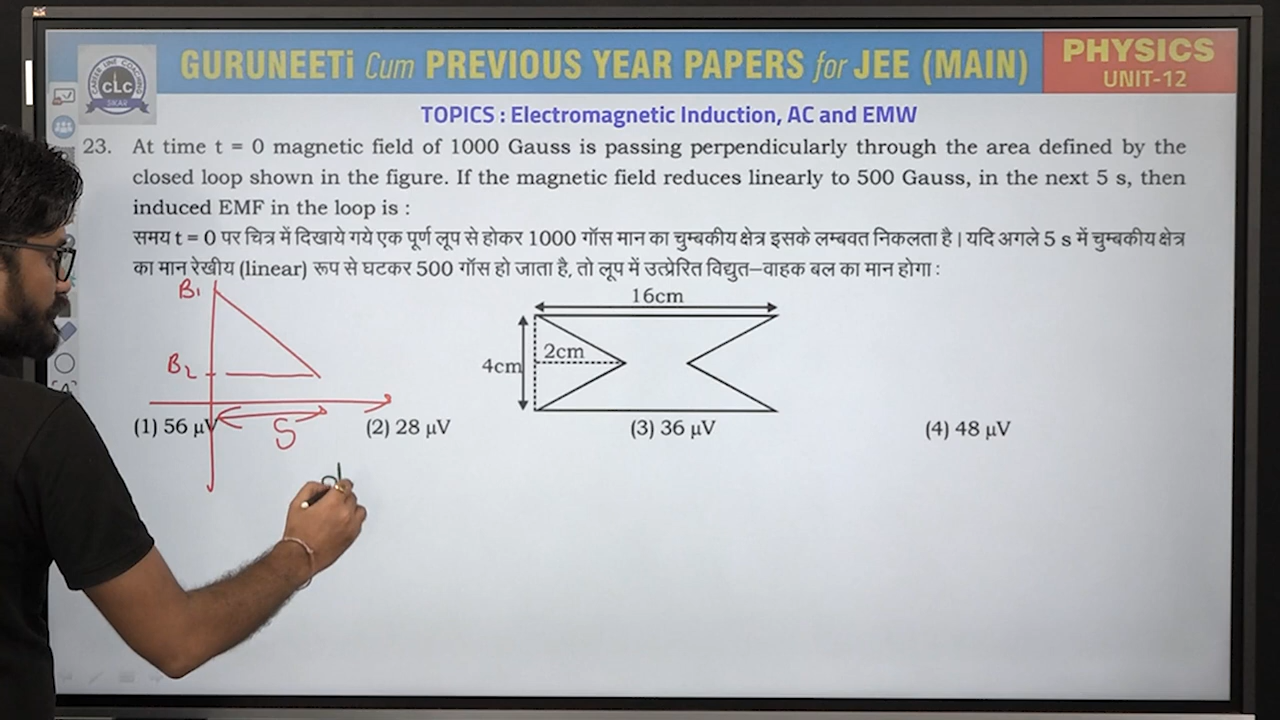 GURUNEETi Cum PREVIOUS YEAR PAPERS for JEE (MAIN)
PHYSICS
UNIT-12
CLC
SIKAR
TOPICS : Electromagnetic Induction, AC and EMW
23. At time t = 0 magnetic field of 1000 Gauss is passing perpendicularly through the area defined by the
closed loop shown in the figure. If the magnetic field reduces linearly to 500 Gauss, in the next 5 s, then
induced EMF in the loop is :
समय t = 0 पर चित्र में दिखाये गये एक पूर्ण लूप से होकर 1000 गॉस मान का चुम्बकीय क्षेत्र इसके लम्बवत निकलता है। यदि अगले 5 s में चुम्बकीय क्षेत्र
का मान रेखीय (linear) रूप से घटकर 500 गॉस हो जाता है, तो लूप में उत्प्रेरित विद्युत–वाहक बल का मान होगा :
B₁
16cm
B₂
2cm
4cm
5
(1) 56 μV (2) 28 μV (3) 36 μV (4) 48 μV